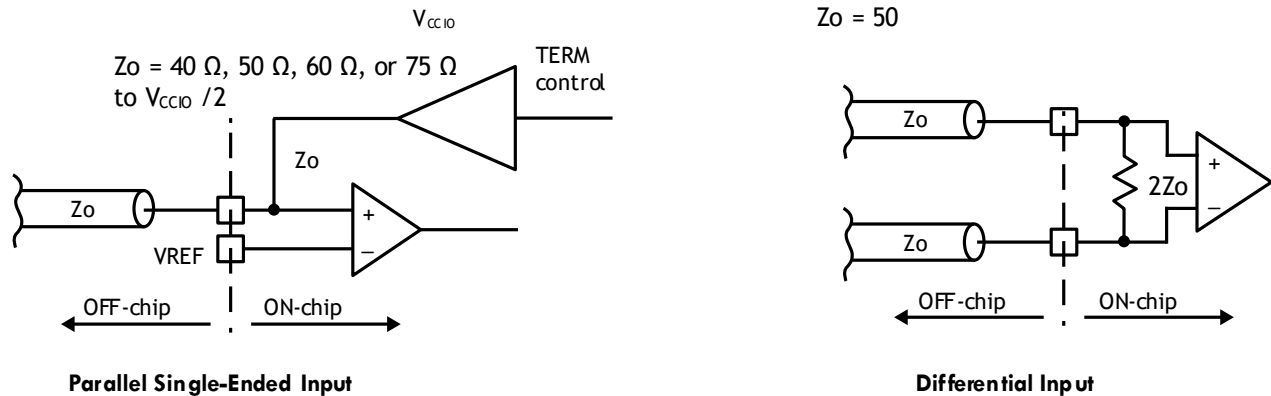 VCCIO
Zo = 40 Ω, 50 Ω, 60 Ω, or 75 Ω
to VCCIO /2
TERM
control
Zo
Zo
VREF
+
–
OFF-chip
ON-chip
Parallel Single-Ended Input
Zo = 50
Zo
Zo
2Zo
+
–
OFF-chip
ON-chip
Differential Input